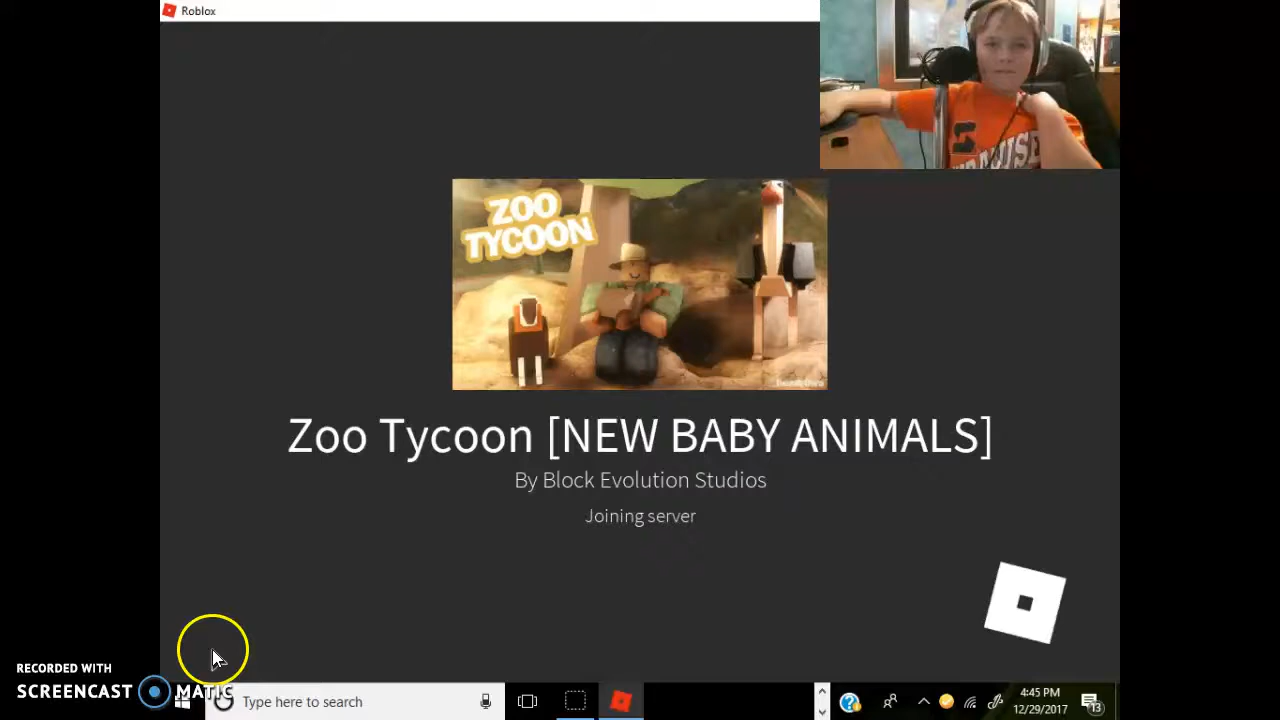 Roblox
ZOO
TYCOON
Zoo Tycoon [NEW BABY ANIMALS]
By Block Evolution Studios
Joining server
RECORDED WITH
SCREENCAST MATIC
Type here to search
4:45 PM
12/29/2017
13